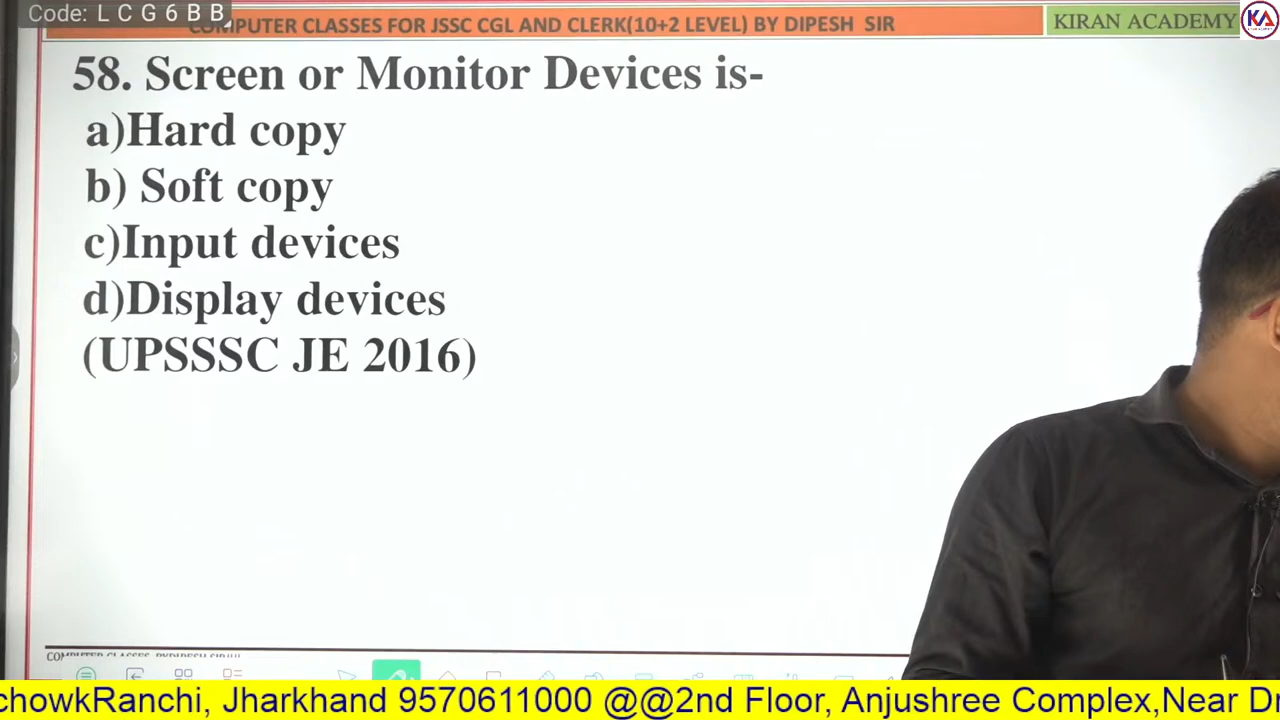 Code: L C G 6 B B
COMPUTER CLASSES FOR JSSC CGL AND CLERK(10+2 LEVEL) BY DIPESH SIR
KIRAN ACADEMY
KA
58. Screen or Monitor Devices is-
a)Hard copy
b) Soft copy
c)Input devices
d)Display devices
(UPSSSC JE 2016)
chowkRanchi, Jharkhand 9570611000 @@2nd Floor, Anjushree Complex,Near